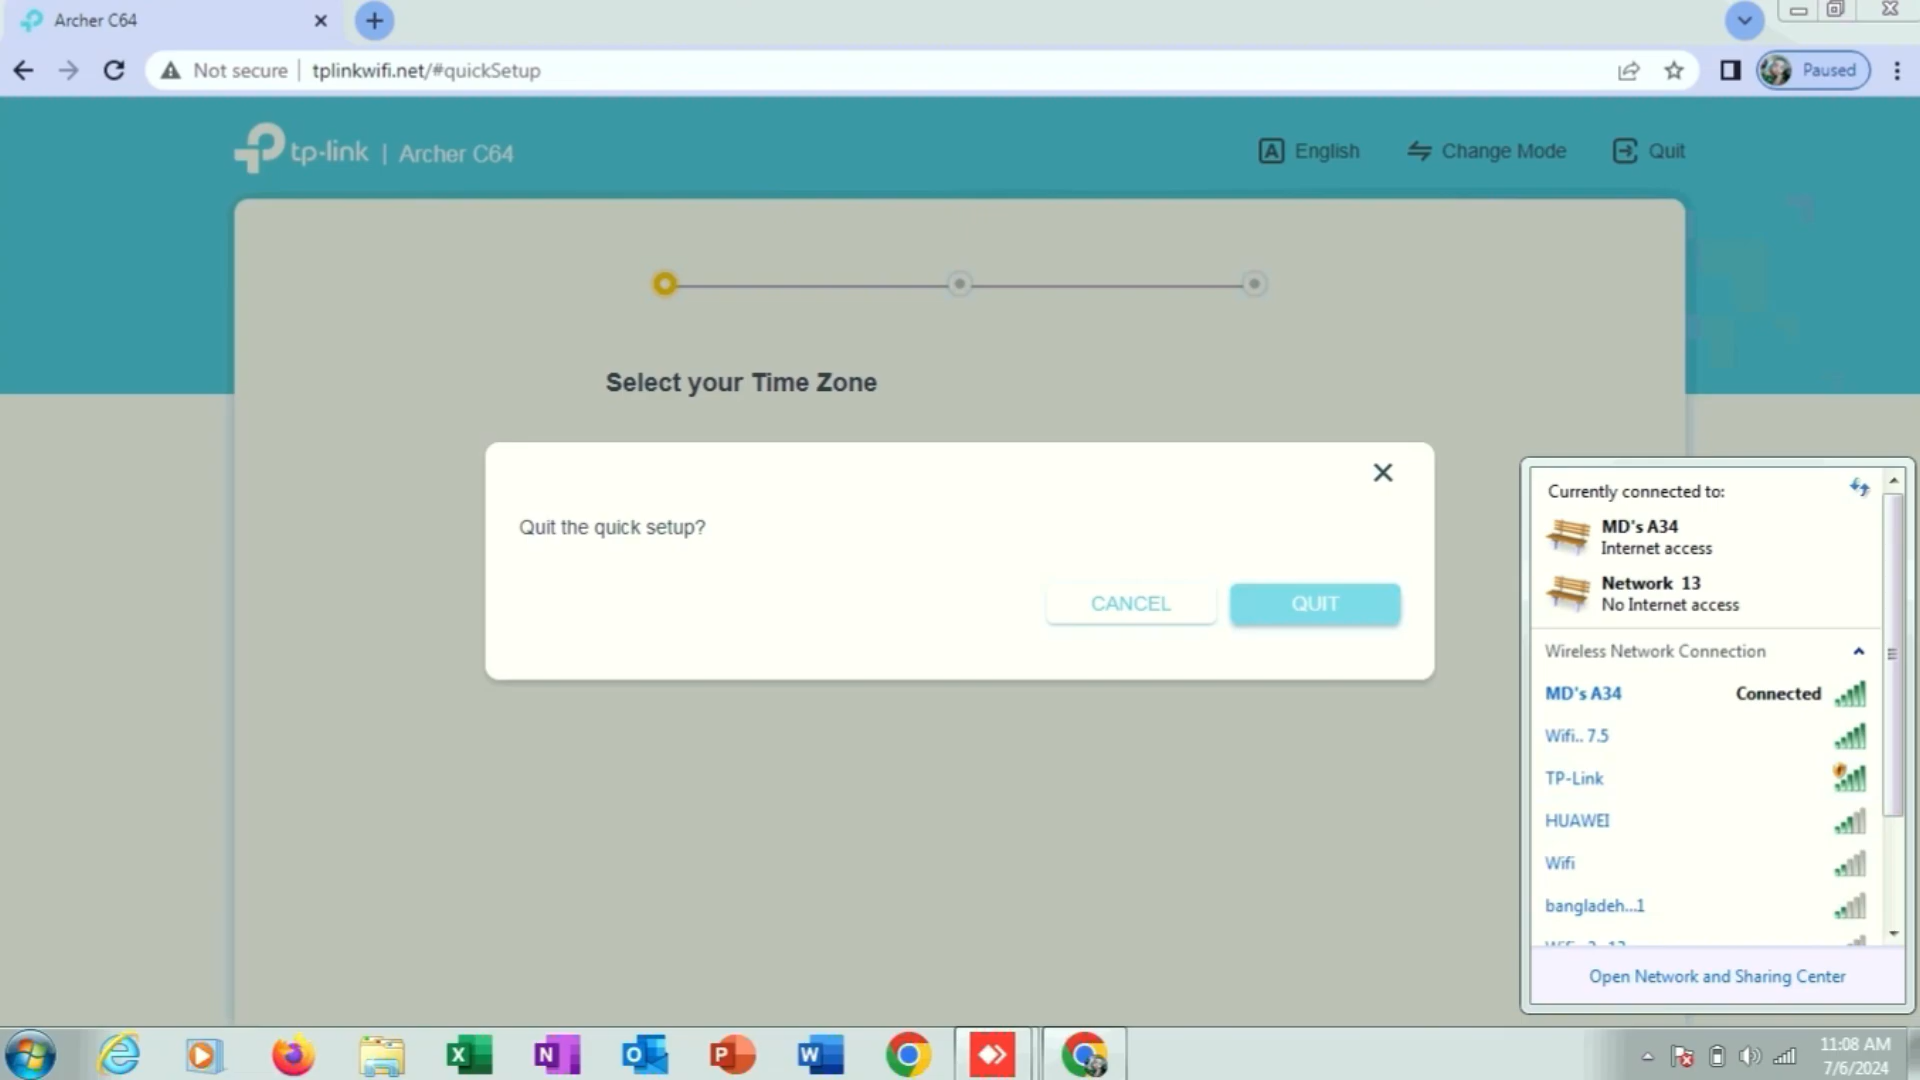 Archer C64
Not secure
tplinkwifi.net/#quickSetup
Paused
tp-link | Archer C64
English
Change Mode
Quit
Select your Time Zone
Quit the quick setup?
CANCEL
QUIT
Currently connected to:
MD's A34
Internet access
Network 13
No Internet access
Wireless Network Connection
MD's A34
Connected
Wifi.. 7.5
TP-Link
HUAWEI
Wifi
bangladeh...1
Open Network and Sharing Center
11:08 AM
7/6/2024